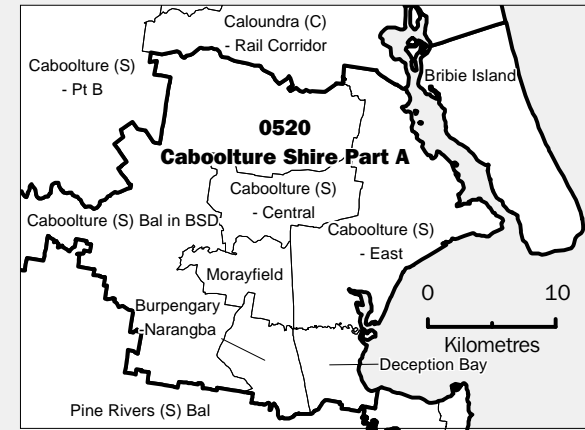 Caloundra (C)
- Rail Corridor
Caboolture (S)
- Pt B
Bribie Island
0520
Caboolture Shire Part A
Caboolture (S)
- Central
Caboolture (S) Bal in BSD
Caboolture (S)
- East
Morayfield
Burpengary
-Narangba
0 10
Kilometres
Deception Bay
Pine Rivers (S) Bal